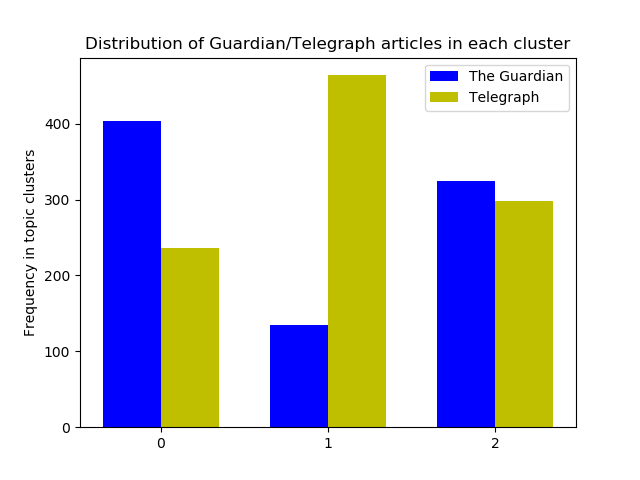 Distribution of Guardian/Telegraph articles in each cluster
The Guardian
Telegraph
Frequency in topic clusters
400
300
200
100
0
0 1 2